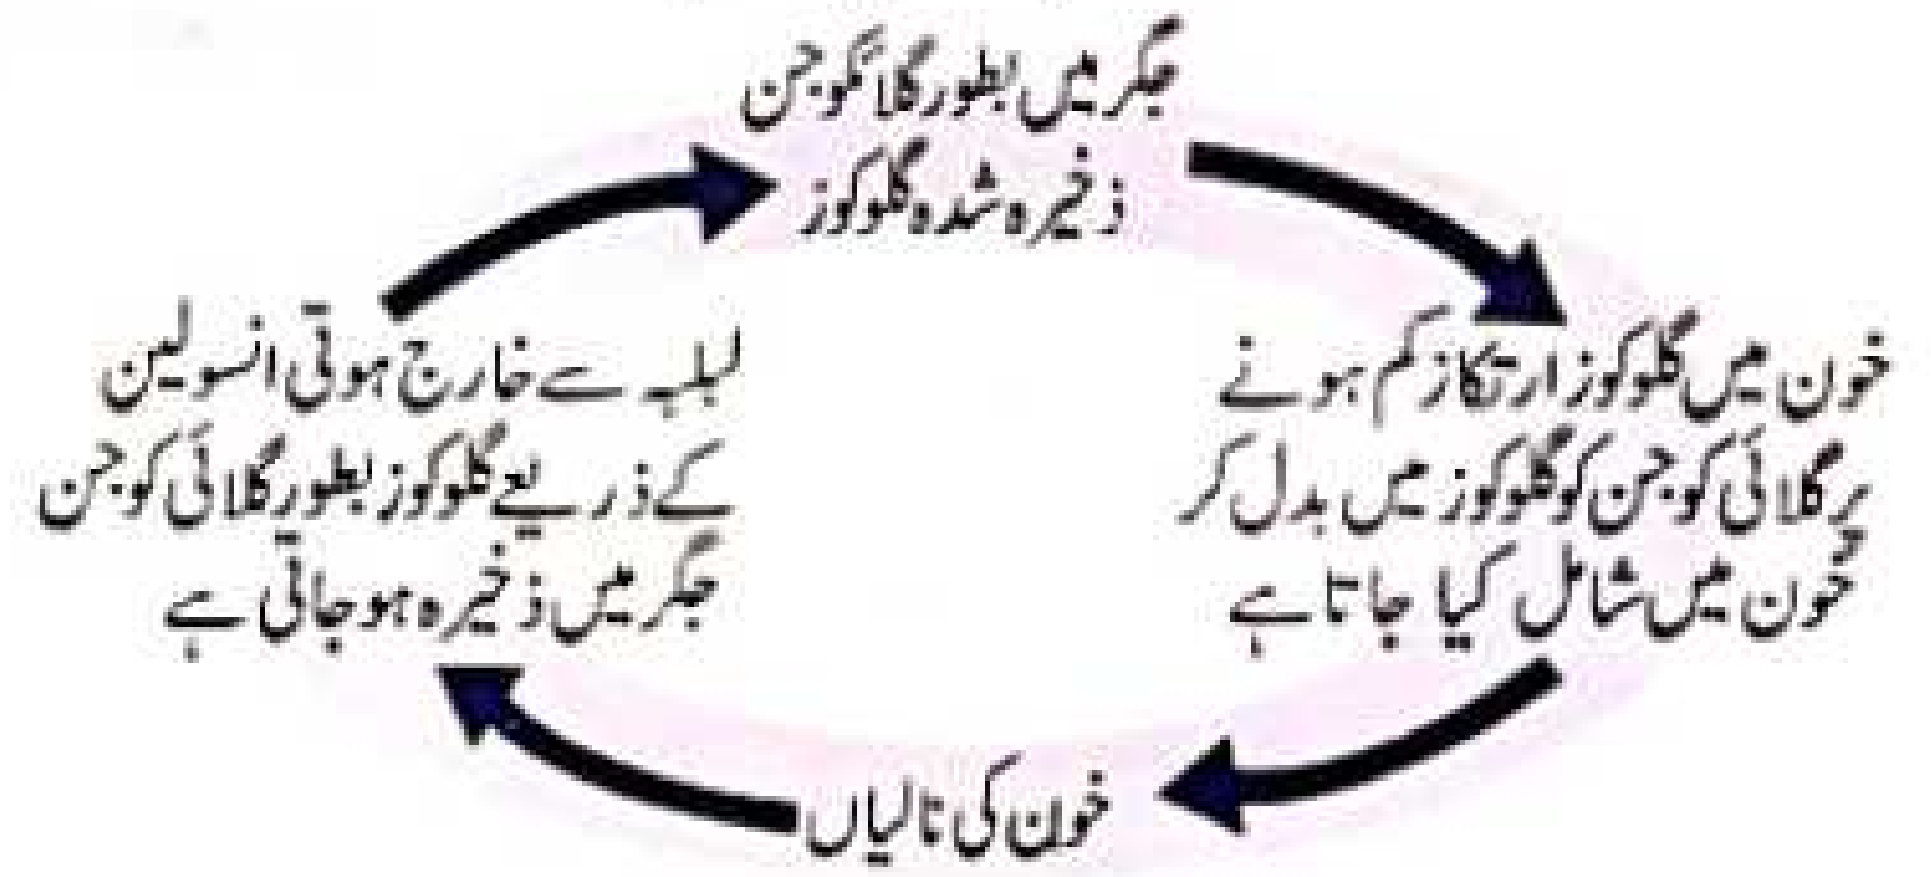 جگر میں بطور گلائکوجن
ذخیرہ شدہ گلوکوز
خون میں گلوکوز ارتکاز کم ہونے
پر گلائی کوجن کو گلوکوز میں بدل کر
خون میں شامل کیا جاتا ہے
خون کی نالیاں
لبلبہ سے خارج ہوتی انسولین
کے ذریعے گلوکوز بطور گلائی کوجن
جگر میں ذخیرہ ہو جاتی ہے